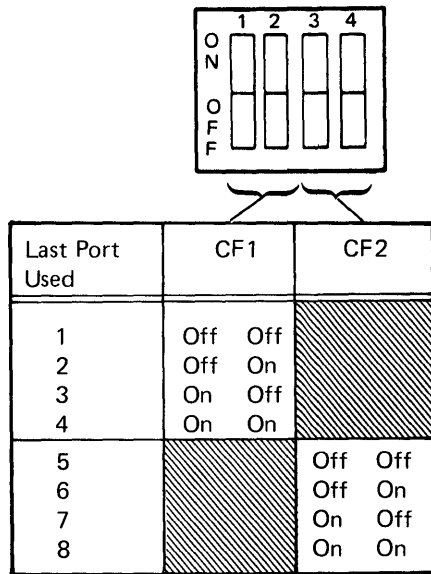 1 2 3 4
ON
OFF
Last Port Used CF1 CF2
1 Off Off
2 Off On
3 On Off
4 On On
5 Off Off
6 Off On
7 On Off
8 On On